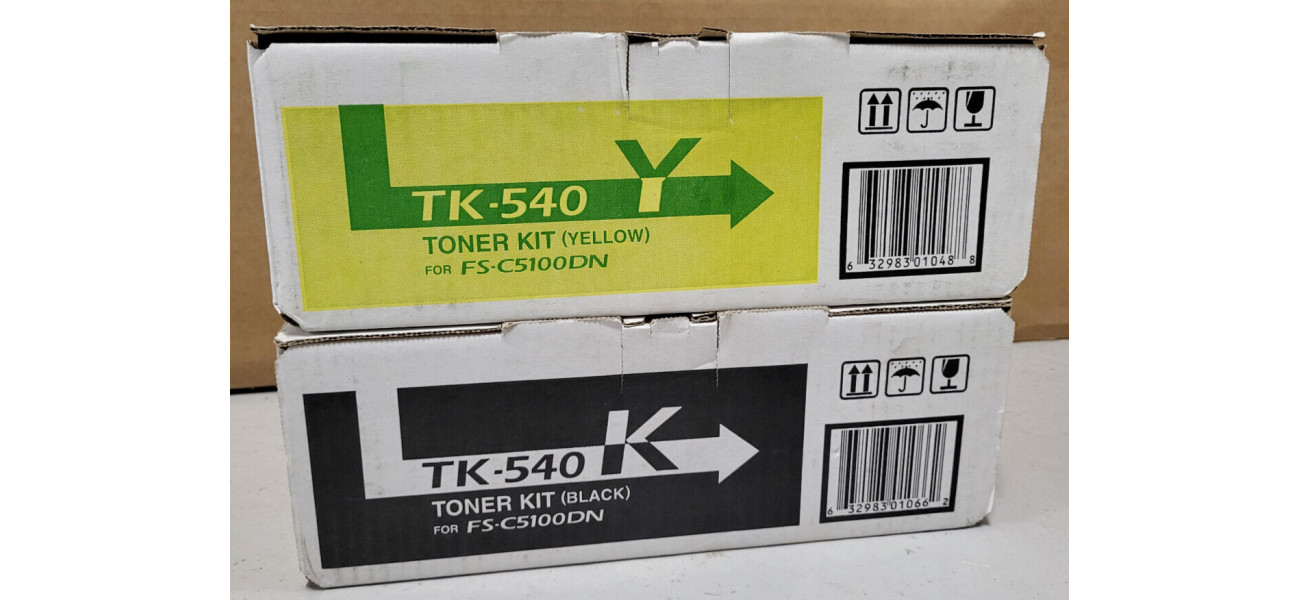 TK-540 Y
TONER KIT (YELLOW)
FOR FS-C5100DN
6 32983 01048 8
TK-540 K
TONER KIT (BLACK)
FOR FS-C5100DN
6 32983 01066 2